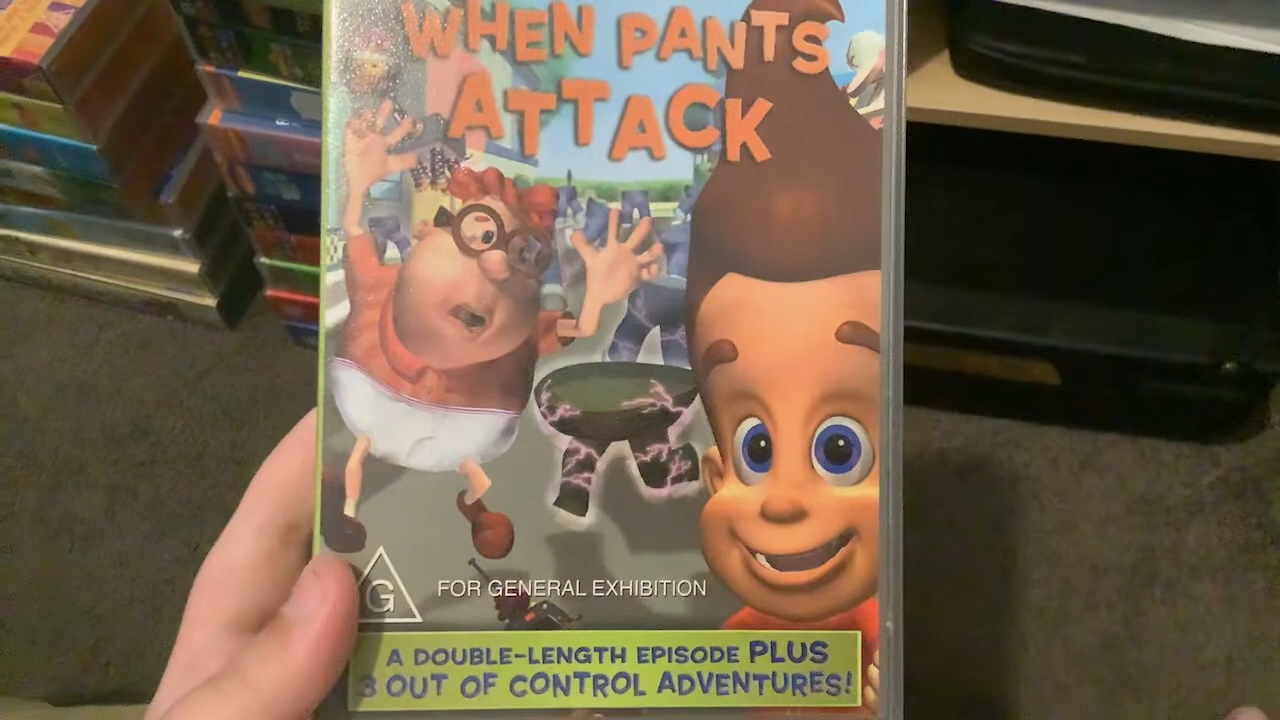 WHEN PANTS
ATTACK
G
FOR GENERAL EXHIBITION
A DOUBLE-LENGTH EPISODE PLUS
3 OUT OF CONTROL ADVENTURES!